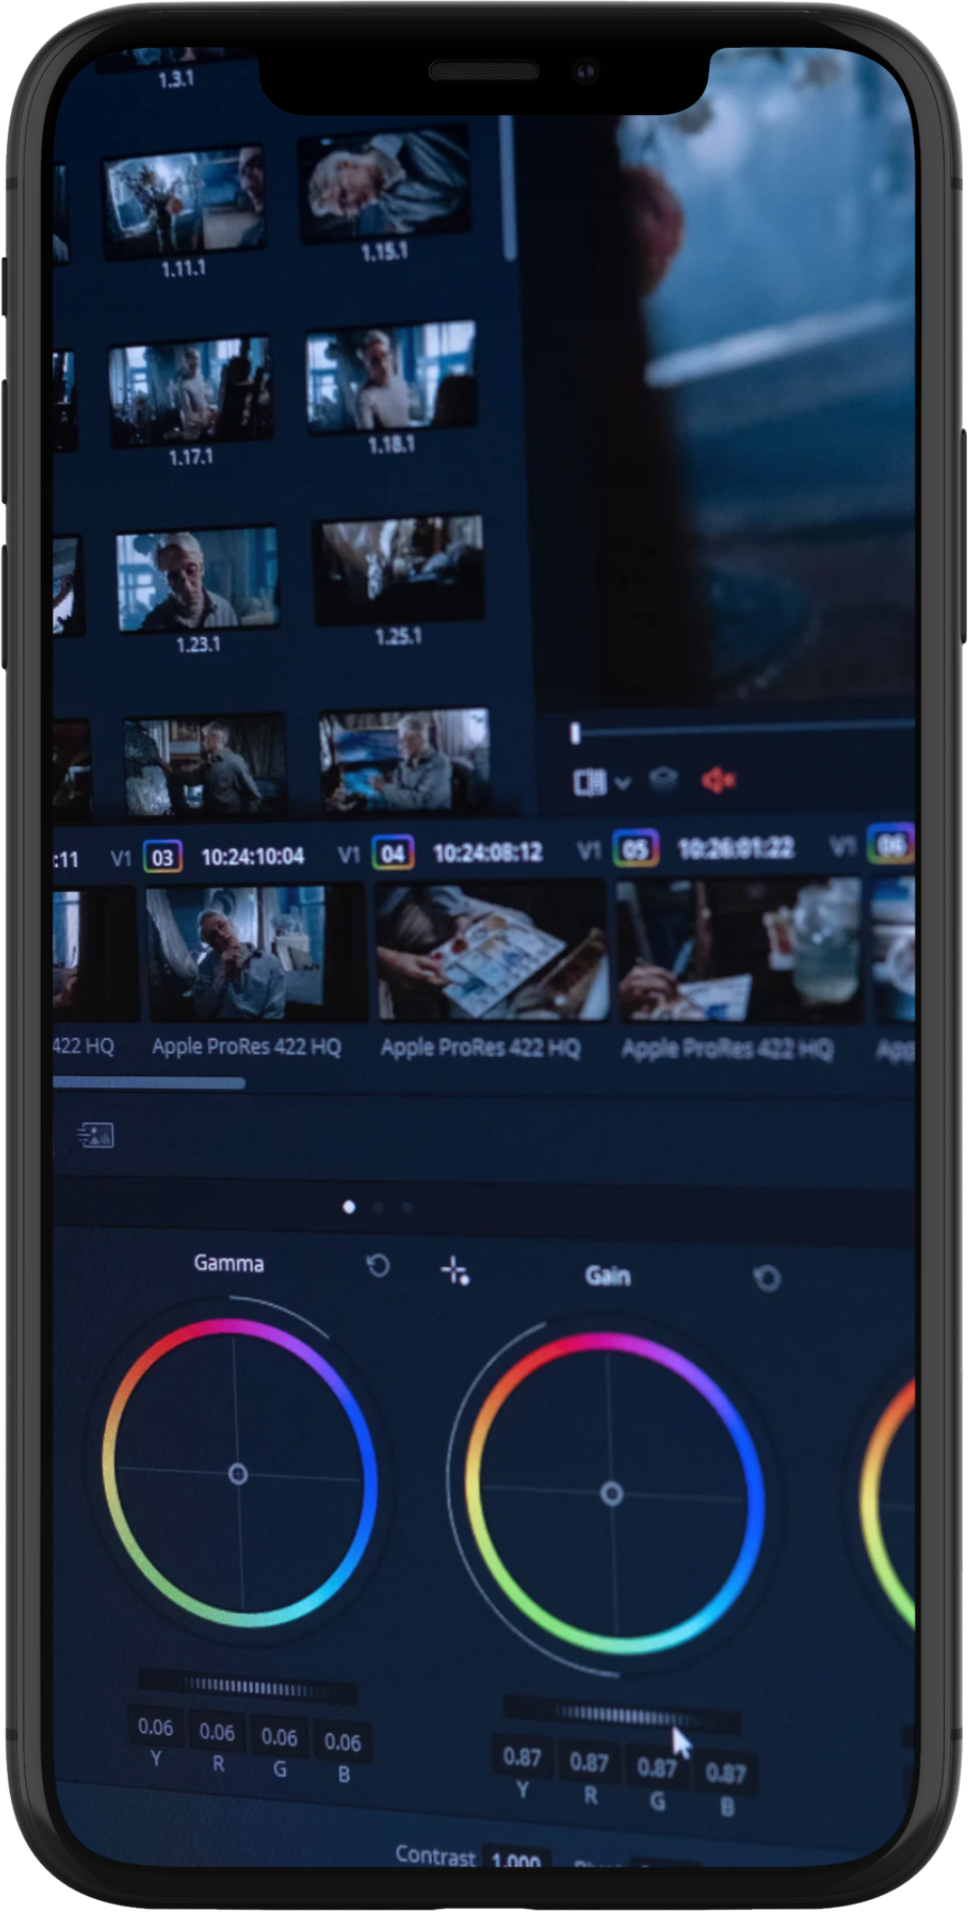 1.3.1
1.11.1 1.15.1
1.17.1 1.18.1
1.23.1 1.25.1
:11 V1 03 10:24:10:04 V1 04 10:24:08:12 V1 05 10:26:01:22 V1 06
422 HQ Apple ProRes 422 HQ Apple ProRes 422 HQ Apple ProRes 422 HQ App
Gamma Gain
0.06 0.06 0.06 0.06 0.87 0.87 0.87 0.87
Y R G B Y R G B
Contrast 1.000